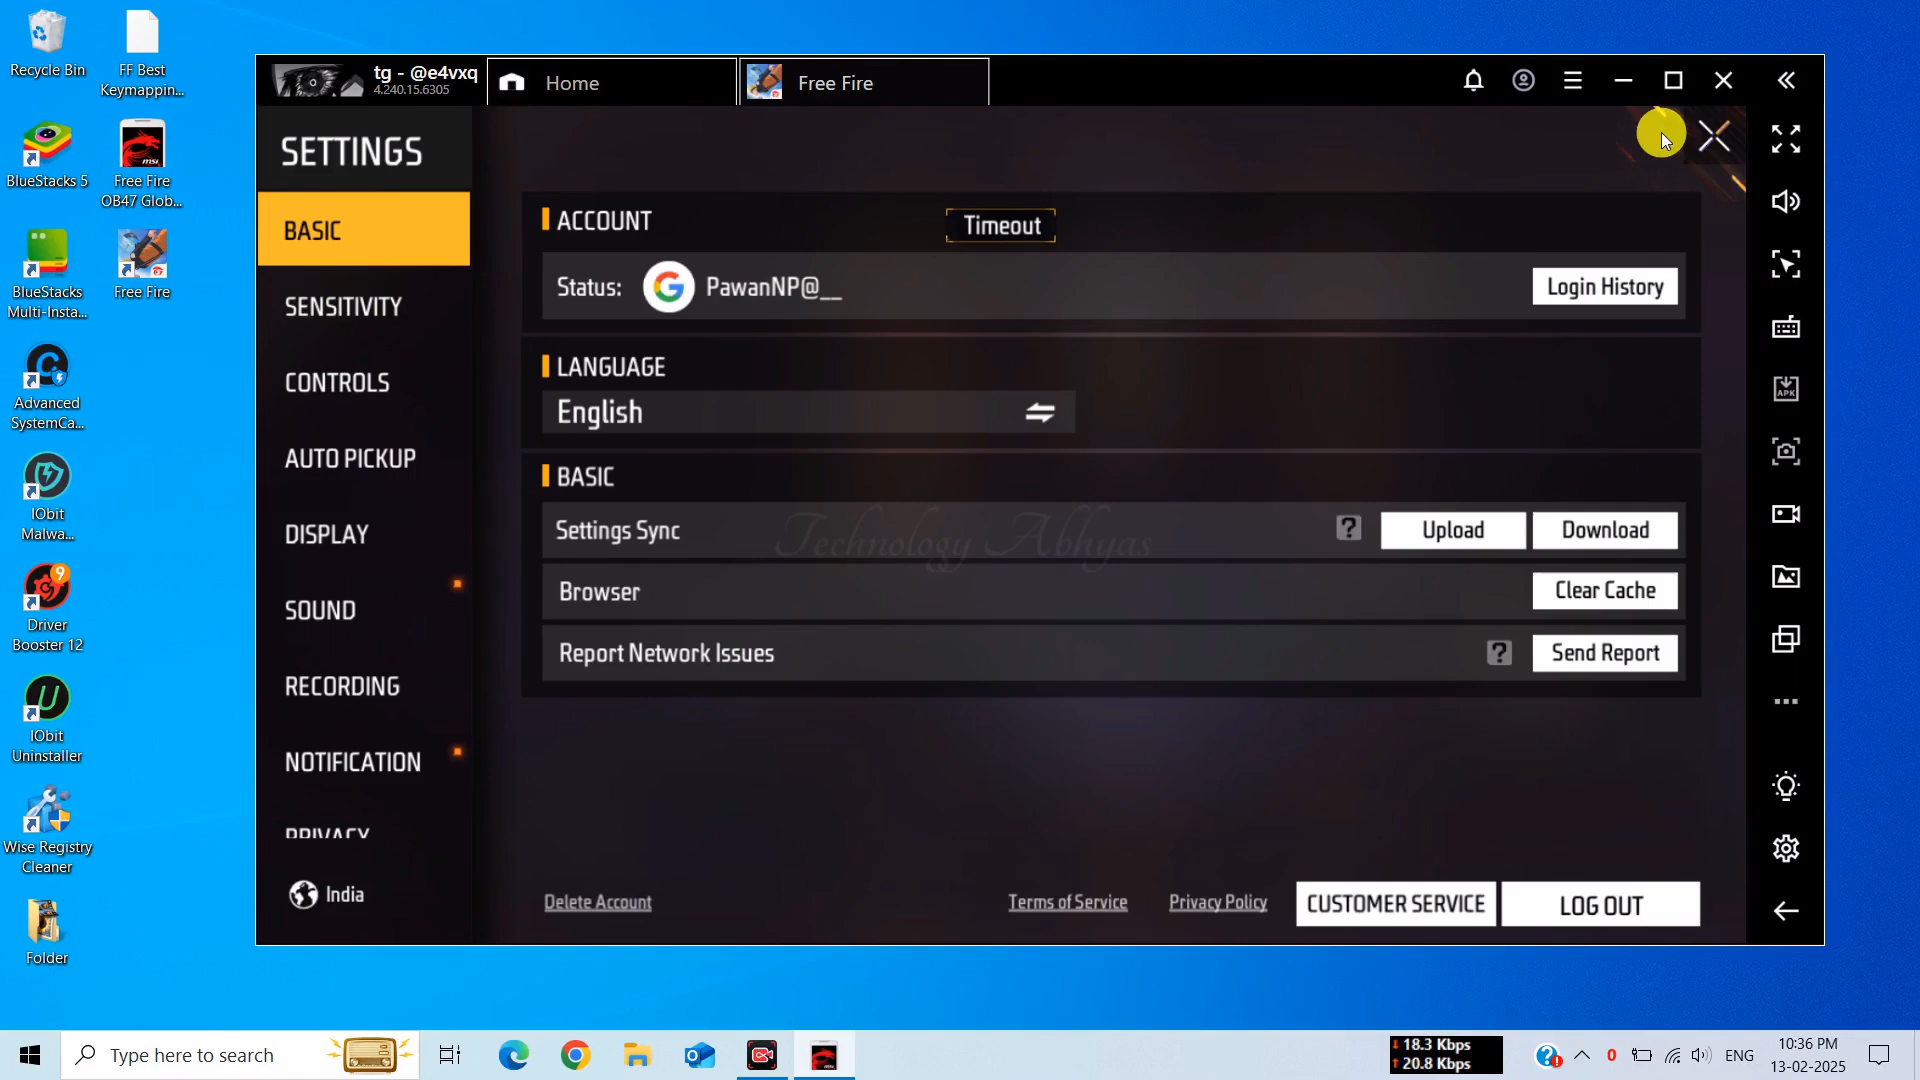 Recycle Bin
FF Best
Keymappin...
BlueStacks 5
Free Fire
OB47 Glob...
BlueStacks
Multi-Insta...
Free Fire
Advanced
SystemCa...
IObit
Malwa...
9
Driver
Booster 12
IObit
Uninstaller
Wise Registry
Cleaner
Folder
tg - @e4vxq
4.240.15.6305
Home
Free Fire
SETTINGS
BASIC
SENSITIVITY
CONTROLS
AUTO PICKUP
DISPLAY
SOUND
RECORDING
NOTIFICATION
PRIVACY
India
ACCOUNT
Timeout
Status:
PawanNP@__
Login History
LANGUAGE
English
BASIC
Settings Sync
?
Upload
Download
Technology Abhyas
Browser
Clear Cache
Report Network Issues
?
Send Report
Delete Account
Terms of Service
Privacy Policy
CUSTOMER SERVICE
LOG OUT
APK
Type here to search
18.3 Kbps
20.8 Kbps
0
ENG
10:36 PM
13-02-2025